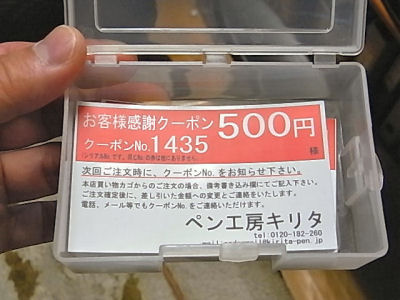 お客様感謝クーポン 500円
クーポンNo.1435 様
次回ご注文時に、クーポンNo.をお知らせ下さい。
本店買い物カゴからのご注文の場合、備考書き込み欄にてご記入下さい。
ご注文確定後に、差し引いた金額への変更とご連絡をいたします。
電話、メール等でもクーポンNo.をご連絡いただけます。
ペン工房キリタ
tel:0120-182-260
@kirita-pen.jp